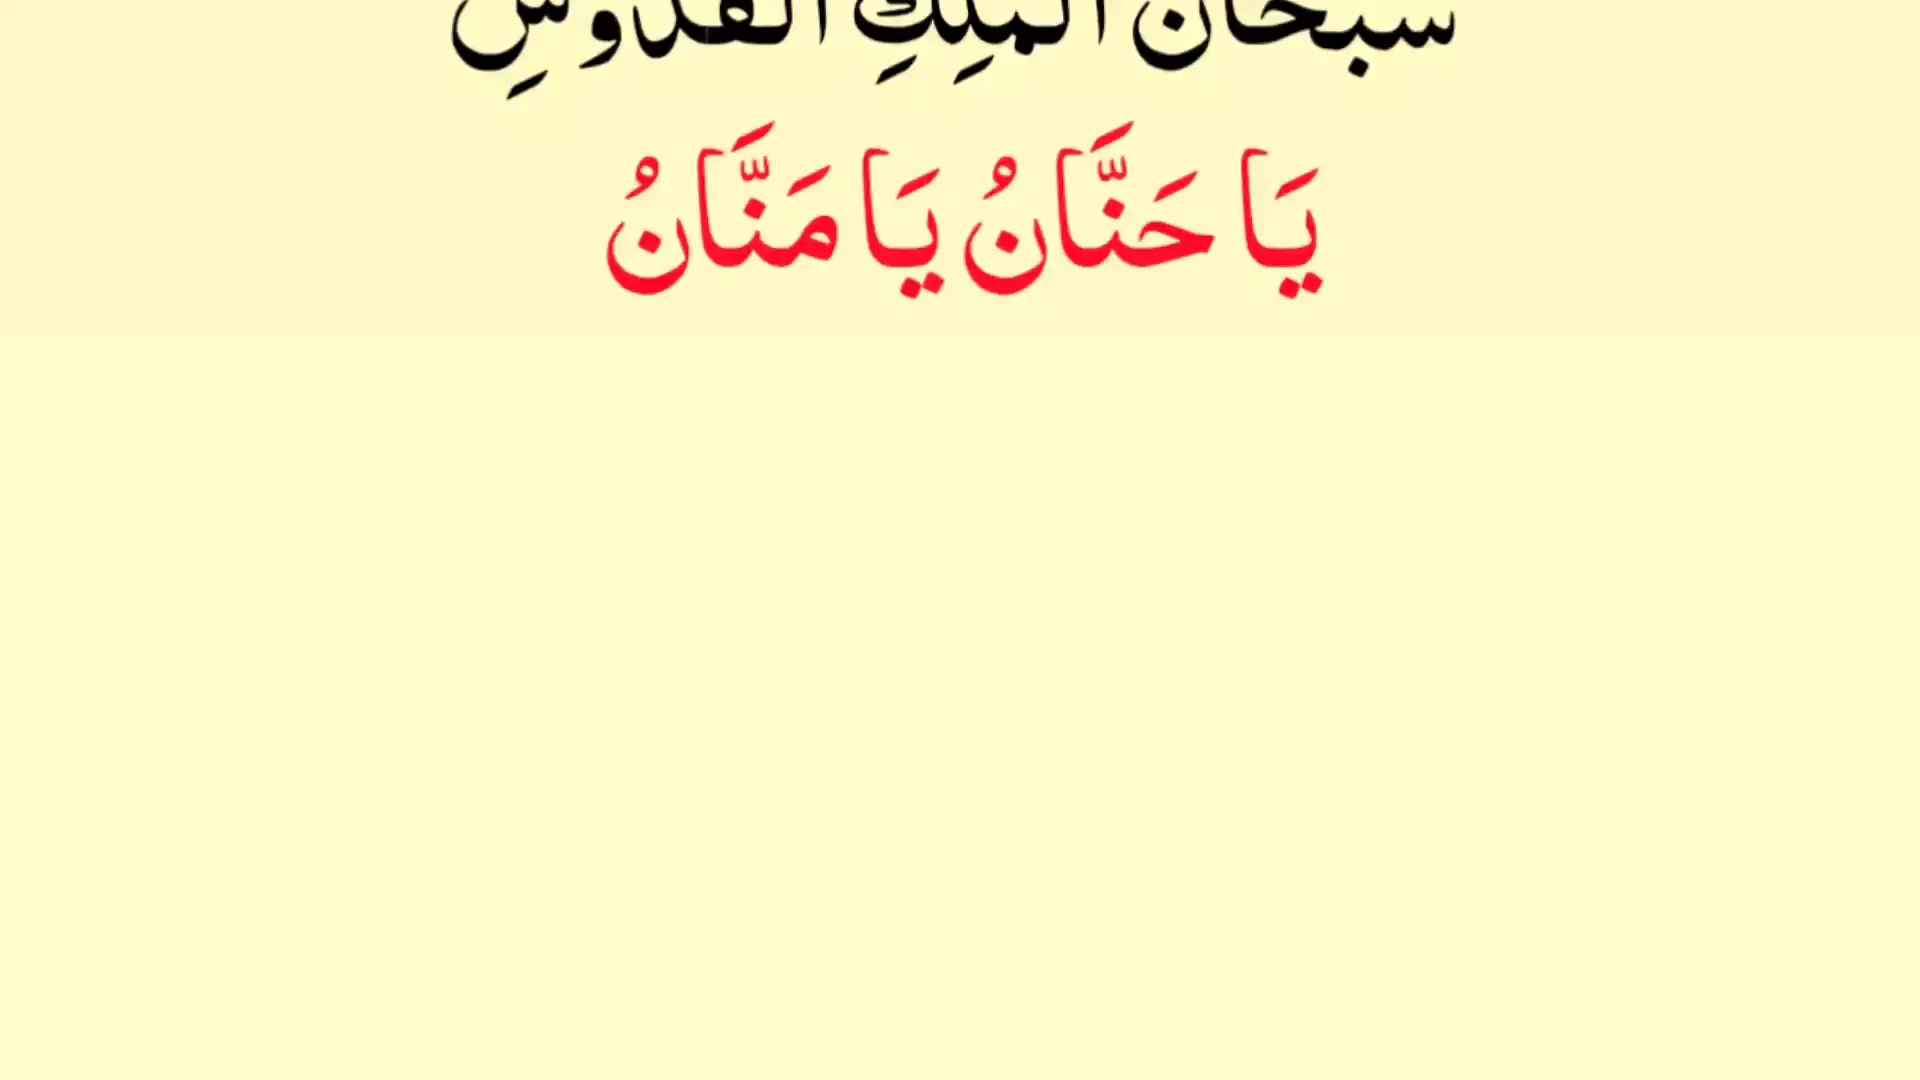 سبحان الملِكِ القدوسِ
يَا حَنَّانُ يَا مَنَّانُ